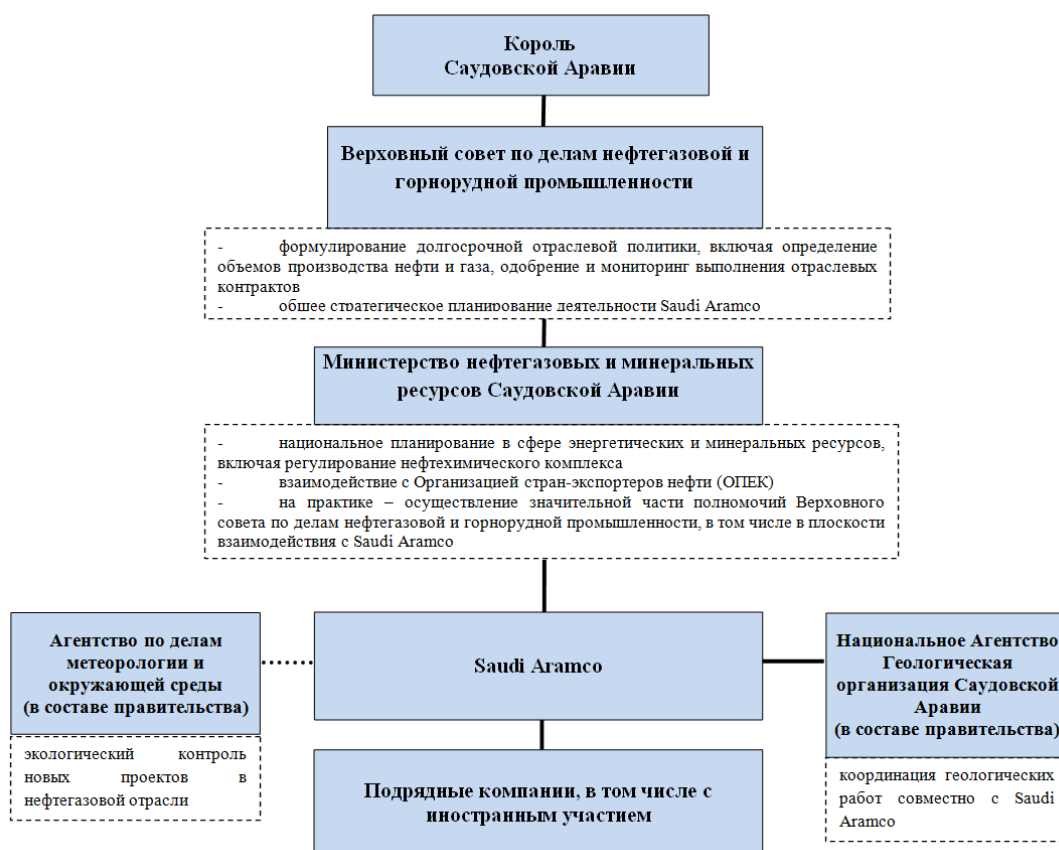 Король
Саудовской Аравии
Верховный совет по делам нефтегазовой и
горнорудной промышленности
- формулирование долгосрочной отраслевой политики, включая определение
объемов производства нефти и газа, одобрение и мониторинг выполнения отраслевых
контрактов
- общее стратегическое планирование деятельности Saudi Aramco
Министерство нефтегазовых и минеральных
ресурсов Саудовской Аравии
- национальное планирование в сфере энергетических и минеральных ресурсов,
включая регулирование нефтехимического комплекса
- взаимодействие с Организацией стран-экспортеров нефти (ОПЕК)
- на практике – осуществление значительной части полномочий Верховного
совета по делам нефтегазовой и горнорудной промышленности, в том числе в плоскости
взаимодействия с Saudi Aramco
Агентство по делам
метеорологии и
окружающей среды
(в составе правительства)
экологический контроль
новых проектов в
нефтегазовой отрасли
Saudi Aramco
Национальное Агентство
Геологическая
организация Саудовской
Аравии
(в составе правительства)
координация геологических
работ совместно с Saudi
Aramco
Подрядные компании, в том числе с
иностранным участием